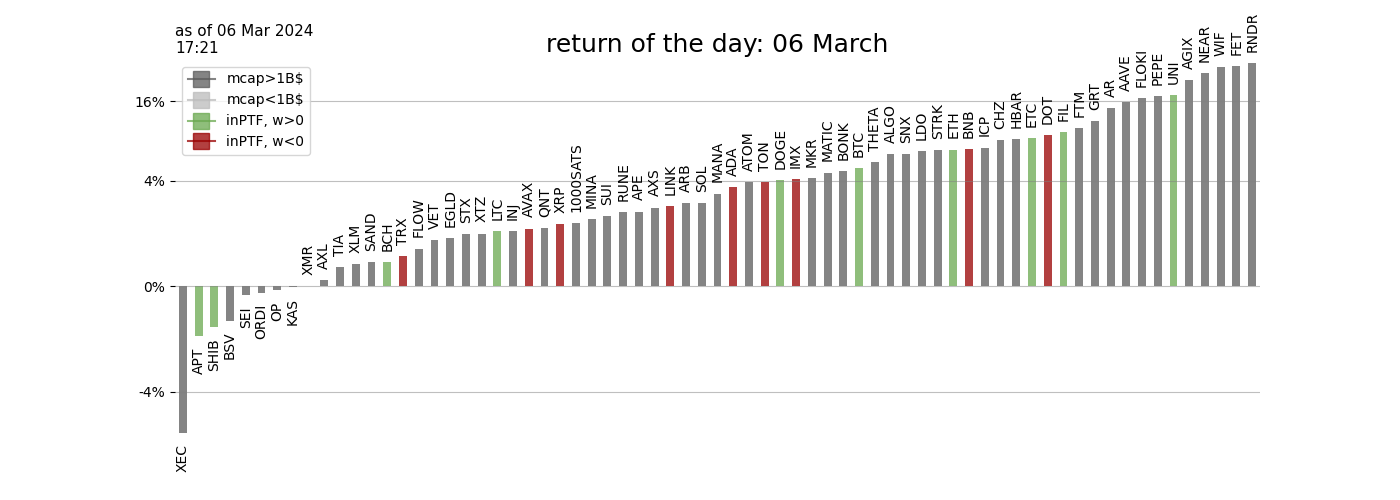 as of 06 Mar 2024
17:21
return of the day: 06 March
mcap>1B$
mcap<1B$
inPTF, w>0
inPTF, w<0
16%
4%
0%
-4%
XEC
APT
SHIB
BSV
SEI
ORDI
OP
KAS
XMR
AXL
TIA
XLM
SAND
BCH
TRX
FLOW
VET
EGLD
STX
XTZ
LTC
INJ
AVAX
QNT
XRP
1000SATS
MINA
SUI
RUNE
APE
AXS
LINK
ARB
SOL
MANA
ADA
ATOM
TON
DOGE
IMX
MKR
MATIC
BONK
BTC
THETA
ALGO
SNX
LDO
STRK
ETH
BNB
ICP
CHZ
HBAR
ETC
DOT
FIL
FTM
GRT
AR
AAVE
FLOKI
PEPE
UNI
AGIX
NEAR
WIF
FET
RNDR